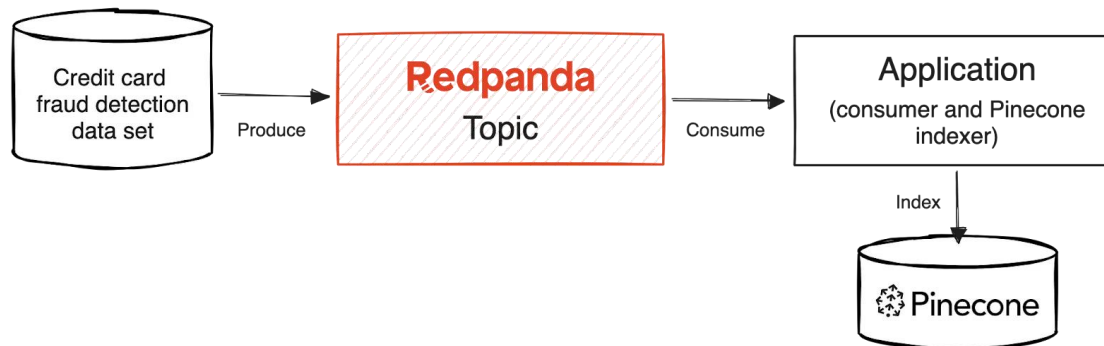 Credit card
fraud detection
data set
Produce
Redpanda
Topic
Consume
Application
(consumer and Pinecone
indexer)
Index
Pinecone